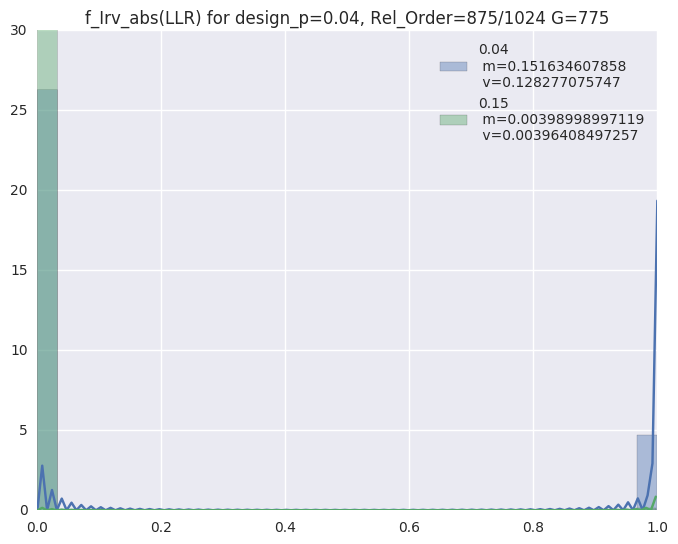 f_Irv_abs(LLR) for design_p=0.04, Rel_Order=875/1024 G=775
30
25
20
15
10
5
0
0.0 0.2 0.4 0.6 0.8 1.0
0.04
m=0.151634607858
v=0.128277075747
0.15
m=0.00398998997119
v=0.00396408497257